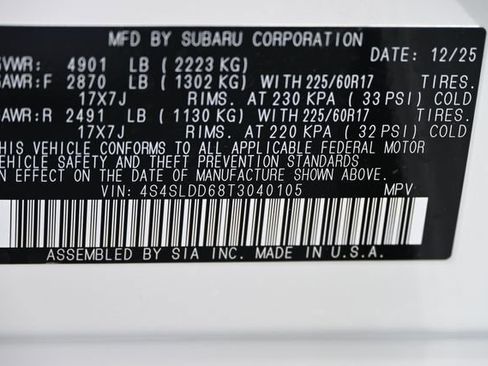 MFD BY SUBARU CORPORATION
GVWR: 4901 LB ( 2223 KG) DATE: 12/25
GAWR:F 2870 LB ( 1302 KG) WITH 225/60R17 TIRES.
17X7J RIMS. AT 230 KPA ( 33 PSI) COLD
GAWR:R 2491 LB ( 1130 KG) WITH 225/60R17 TIRES.
17X7J RIMS. AT 220 KPA ( 32 PSI) COLD
THIS VEHICLE CONFORMS TO ALL APPLICABLE FEDERAL MOTOR
VEHICLE SAFETY AND THEFT PREVENTION STANDARDS
IN EFFECT ON THE DATE OF MANUFACTURE SHOWN ABOVE.
VIN: 4S4SLDD68T3040105 MPV
ASSEMBLED BY SIA INC. MADE IN U.S.A.